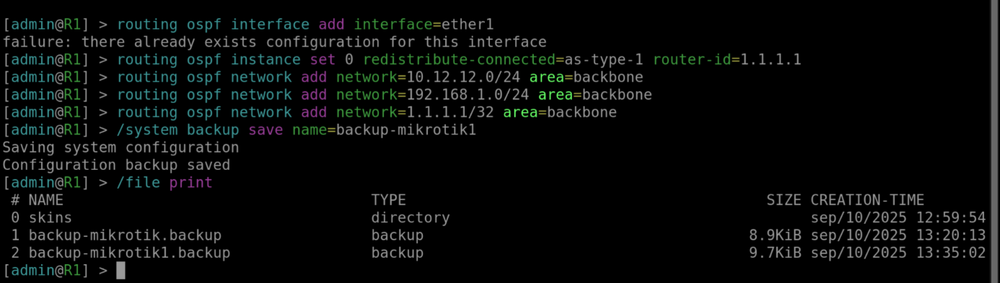 [admin@R1] > routing ospf interface add interface=ether1
failure: there already exists configuration for this interface
[admin@R1] > routing ospf instance set 0 redistribute-connected=as-type-1 router-id=1.1.1.1
[admin@R1] > routing ospf network add network=10.12.12.0/24 area=backbone
[admin@R1] > routing ospf network add network=192.168.1.0/24 area=backbone
[admin@R1] > routing ospf network add network=1.1.1.1/32 area=backbone
[admin@R1] > /system backup save name=backup-mikrotik1
Saving system configuration
Configuration backup saved
[admin@R1] > /file print
# NAME TYPE SIZE CREATION-TIME
0 skins directory sep/10/2025 12:59:54
1 backup-mikrotik.backup backup 8.9KiB sep/10/2025 13:20:13
2 backup-mikrotik1.backup backup 9.7KiB sep/10/2025 13:35:02
[admin@R1] >